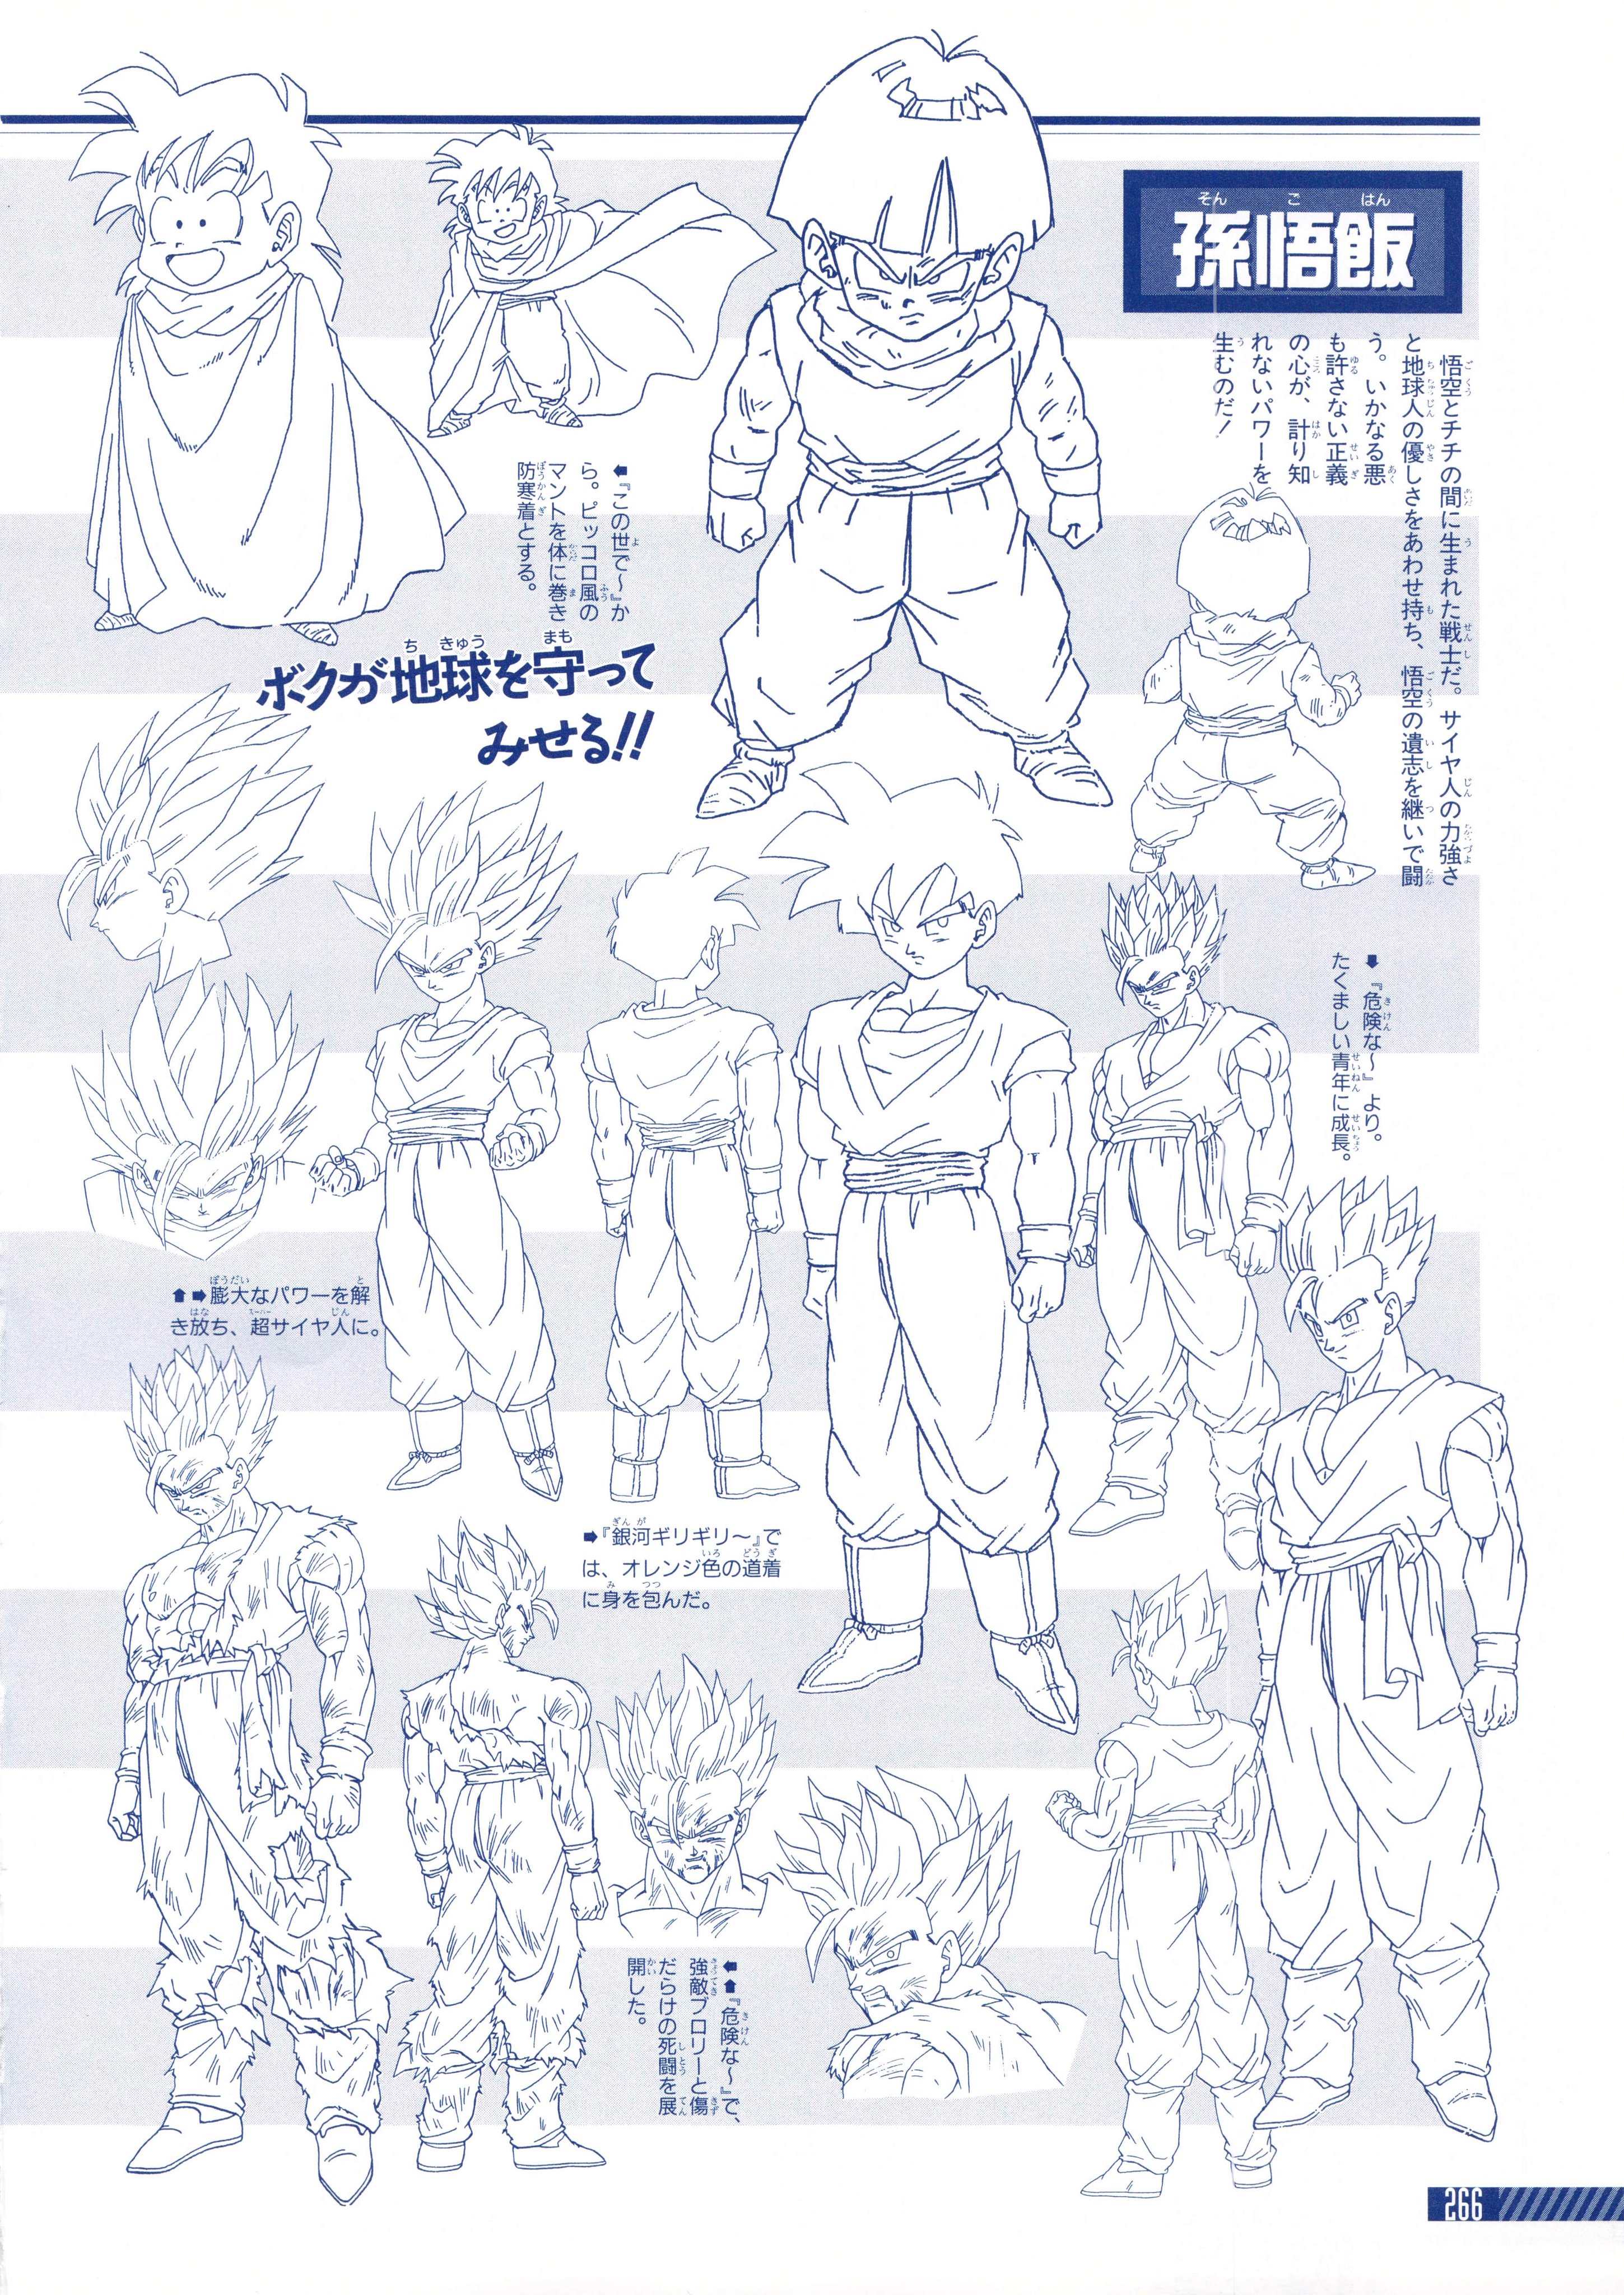 孫悟飯
そん ご はん
悟空とチチの間に生まれた戦士だ。サイヤ人の力強さ
と地球人の優しさをあわせ持ち、悟空の遺志を継いで闘
う。いかなる悪
も許さない正義
の心が、計り知
れないパワーを
生むのだ!
⬅『この世で〜』か
ら。ピッコロ風の
マントを体に巻き
防寒着とする。
ボクが地球を守って
みせる!!
⬇『危険な〜』より。
たくましい青年に成長。
⬆➡膨大なパワーを解
き放ち、超サイヤ人に。
➡『銀河ギリギリ〜』で
は、オレンジ色の道着
に身を包んだ。
⬅⬆『危険な〜』で、
強敵ブロリーと傷
だらけの死闘を展
開した。
266